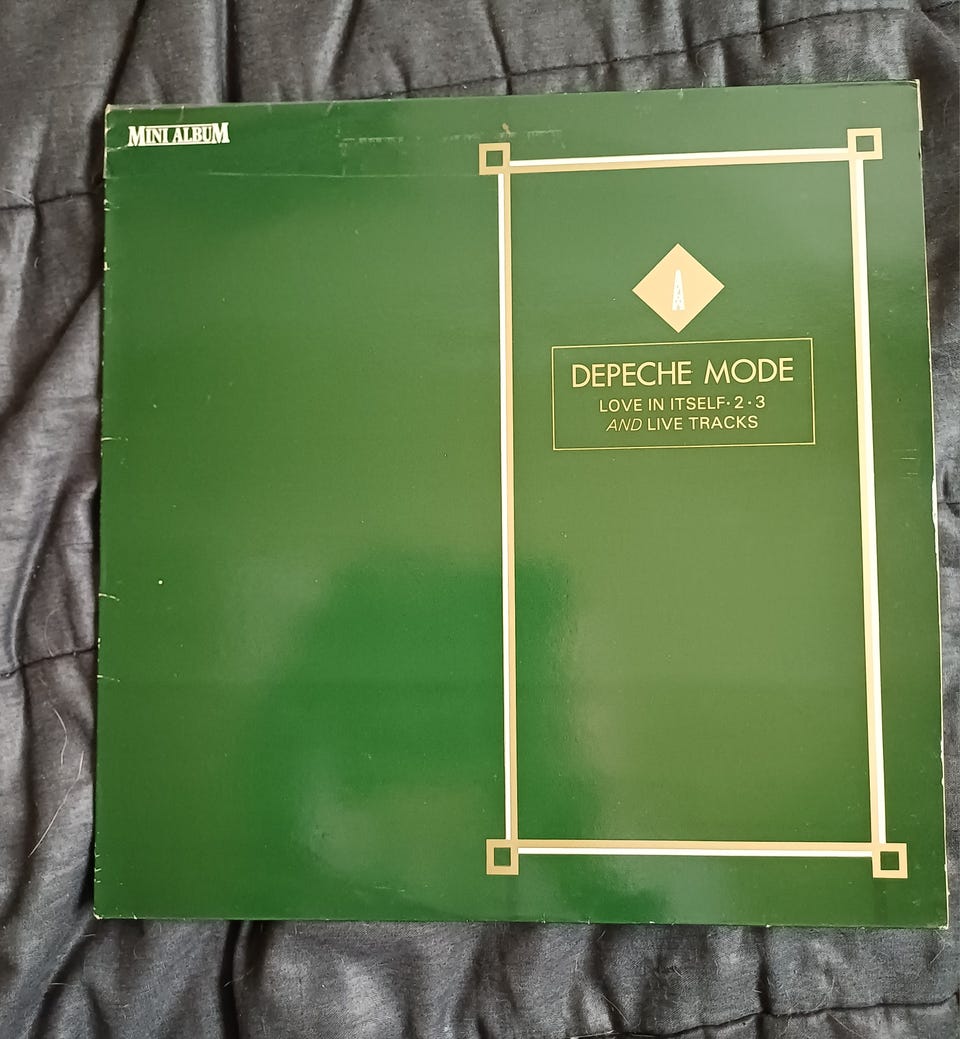 MINI ALBUM
DEPECHE MODE
LOVE IN ITSELF·2·3
AND LIVE TRACKS